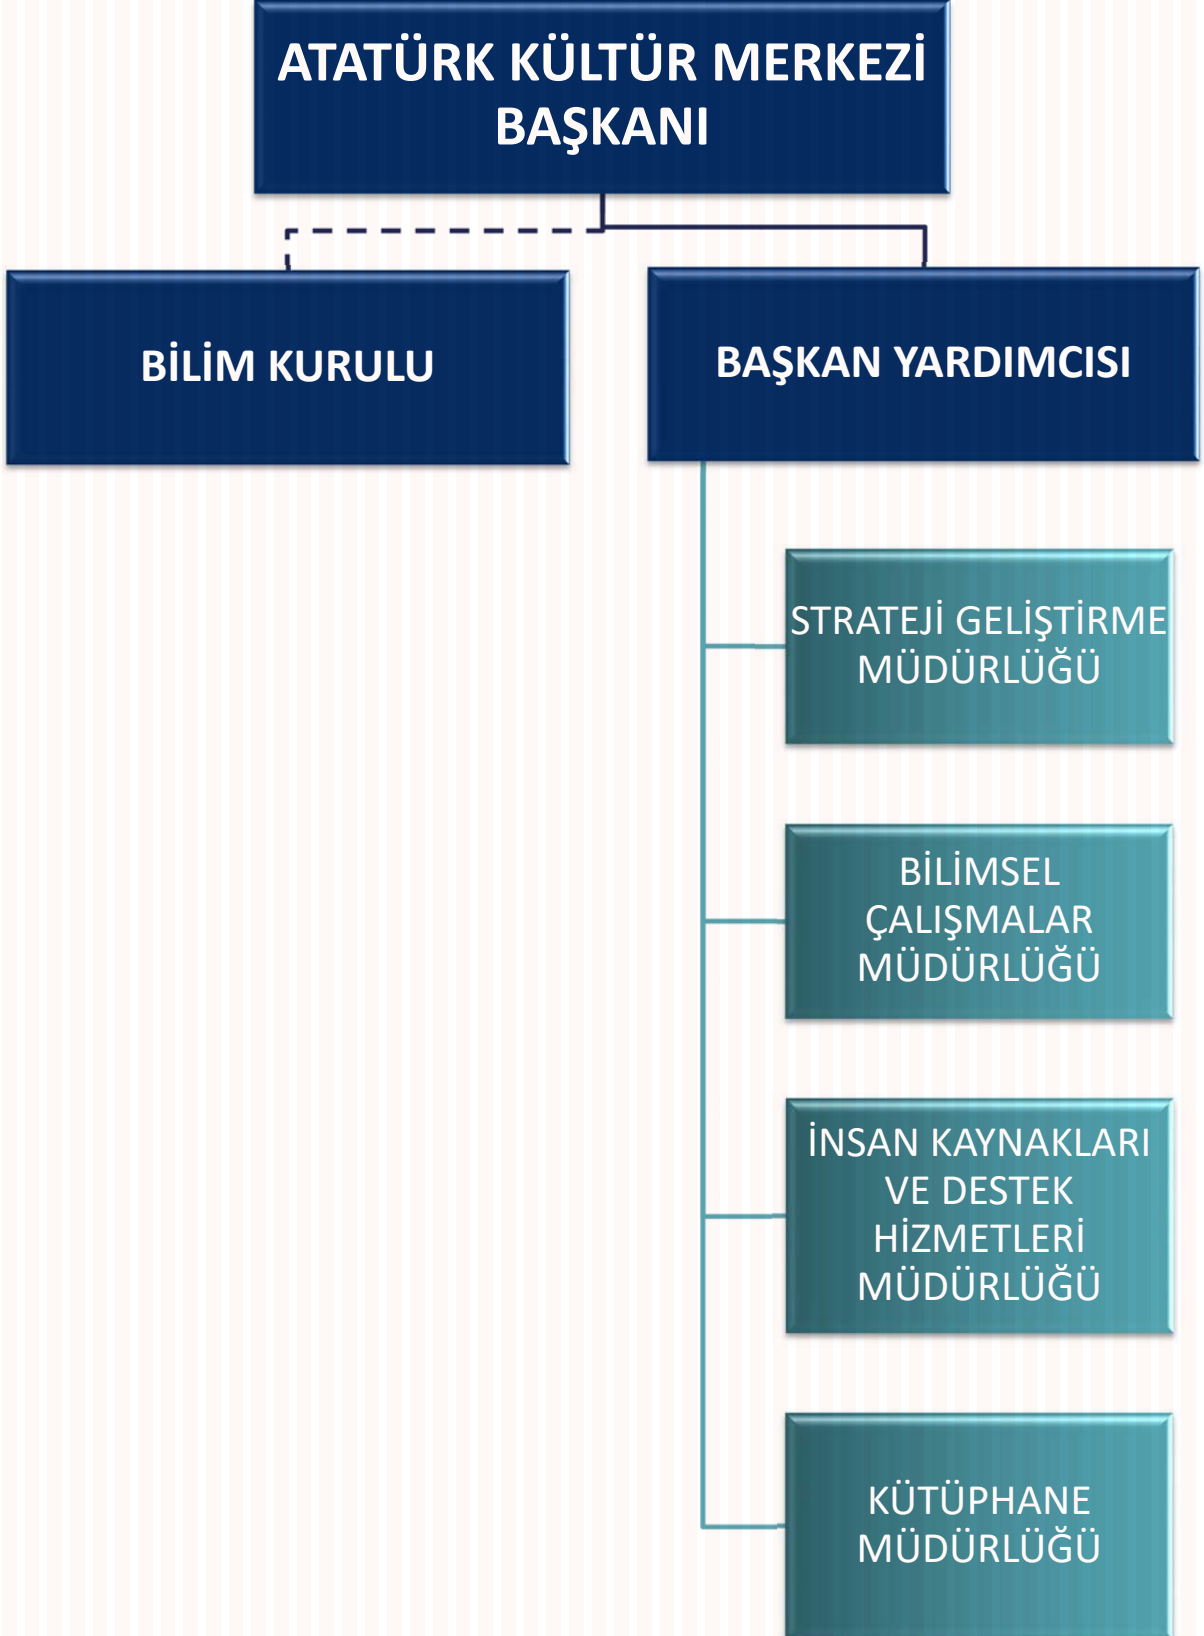 ATATÜRK KÜLTÜR MERKEZİ
BAŞKANI
BİLİM KURULU
BAŞKAN YARDIMCISI
STRATEJİ GELİŞTİRME
MÜDÜRLÜĞÜ
BİLİMSEL
ÇALIŞMALAR
MÜDÜRLÜĞÜ
İNSAN KAYNAKLARI
VE DESTEK
HİZMETLERİ
MÜDÜRLÜĞÜ
KÜTÜPHANE
MÜDÜRLÜĞÜ